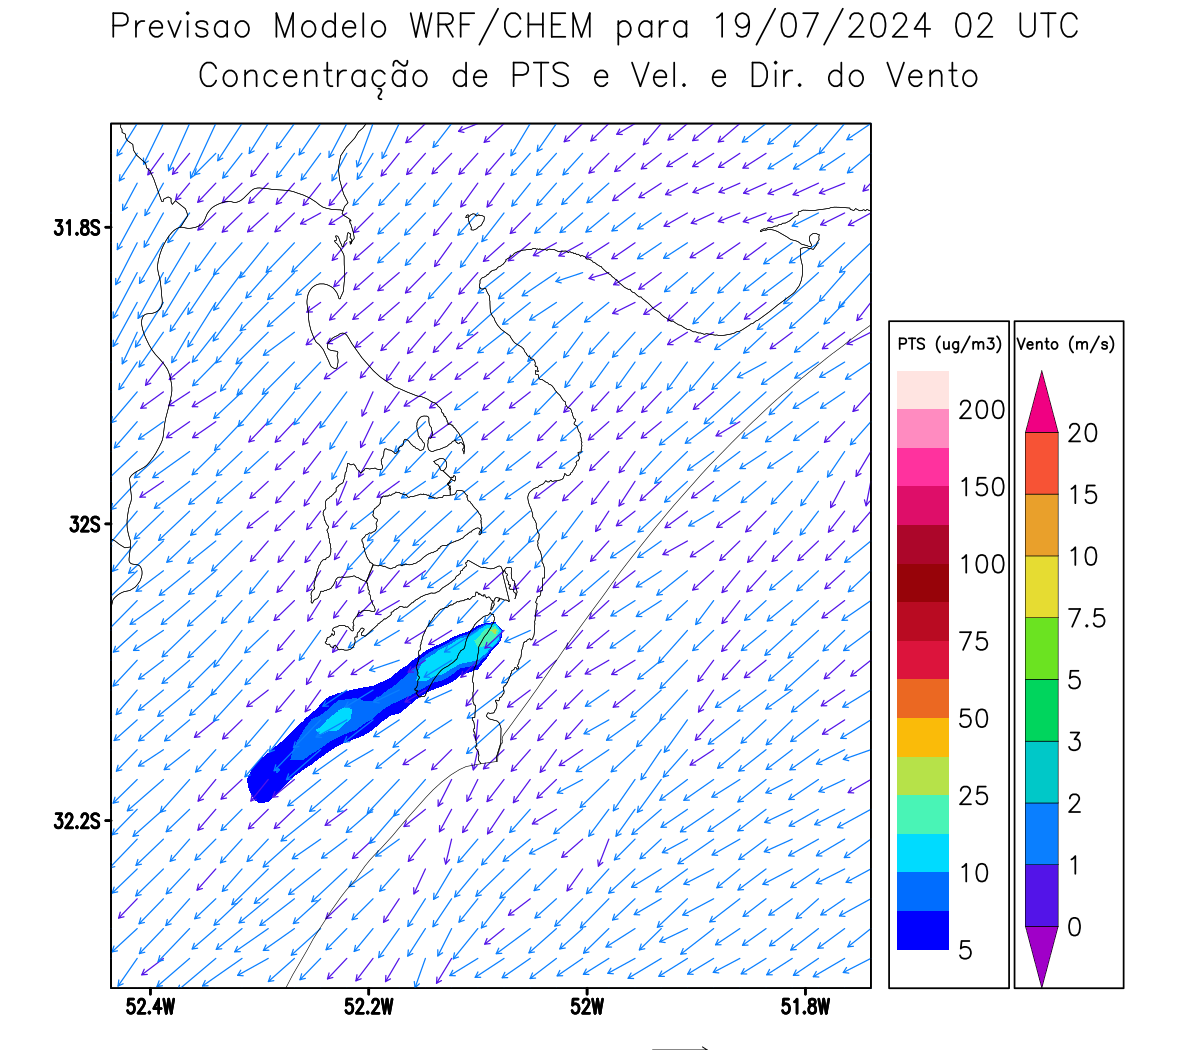 Previsao Modelo WRF/CHEM para 19/07/2024 02 UTC
Concentração de PTS e Vel. e Dir. do Vento
31.8S
32S
32.2S
52.4W
52.2W
52W
51.8W
PTS (ug/m3)
200
150
100
75
50
25
10
5
Vento (m/s)
20
15
10
7.5
5
3
2
1
0